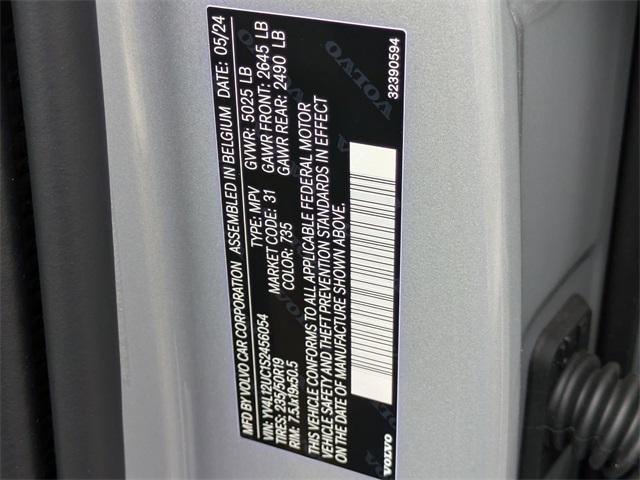 MFD BY VOLVO CAR CORPORATION ASSEMBLED IN BELGIUM DATE: 05/24
VIN: YV4L12UC1S2456054 TYPE: MPV GVWR: 5025 LB
TIRES: 235/50R19 MARKET CODE: 31 GAWR FRONT: 2645 LB
RIM: 7.5Jx19x50.5 COLOR: 735 GAWR REAR: 2490 LB
THIS VEHICLE CONFORMS TO ALL APPLICABLE FEDERAL MOTOR
VEHICLE SAFETY AND THEFT PREVENTION STANDARDS IN EFFECT
ON DATE OF MANUFACTURE SHOWN ABOVE.
VOLVO
32390594
VOLVO
VOLVO